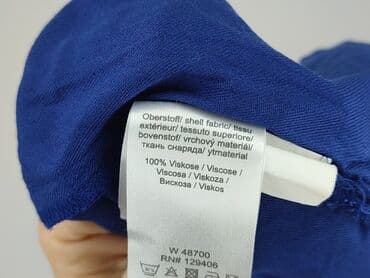 Oberstoff/ shell fabric/ tissu
extérieur/ tessuto superiore/
bovenstof/ vrchový materiál/
ткань снаряда/ ytmaterial
100% Viskose / Viscose /
Viscosa / Viskoza /
Вискоза / Viskos
W 48700
RN# 129406